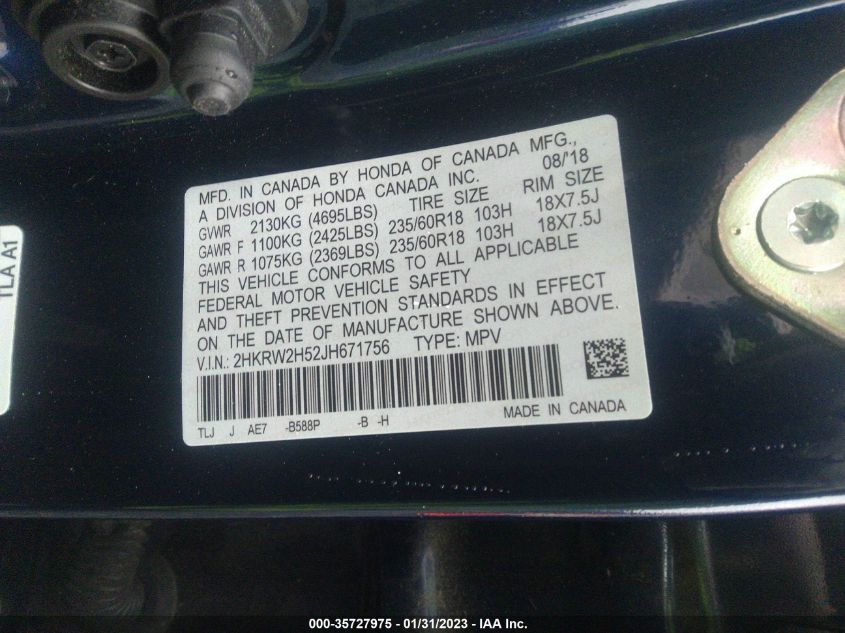 MFD. IN CANADA BY HONDA OF CANADA MFG.,
A DIVISION OF HONDA CANADA INC. 08/'18
GVWR 2130KG (4695LBS) TIRE SIZE RIM SIZE
GAWR F 1100KG (2425LBS) 235/60R18 103H 18X7.5J
GAWR R 1075KG (2369LBS) 235/60R18 103H 18X7.5J
THIS VEHICLE CONFORMS TO ALL APPLICABLE
FEDERAL MOTOR VEHICLE SAFETY
AND THEFT PREVENTION STANDARDS IN EFFECT
ON THE DATE OF MANUFACTURE SHOWN ABOVE.
V.I.N.: 2HKRW2H52JH671756 TYPE: MPV
TLJ J AE7 -B588P -B -H MADE IN CANADA
TLA A1
000-35727975 - 01/31/2023 - IAA Inc.